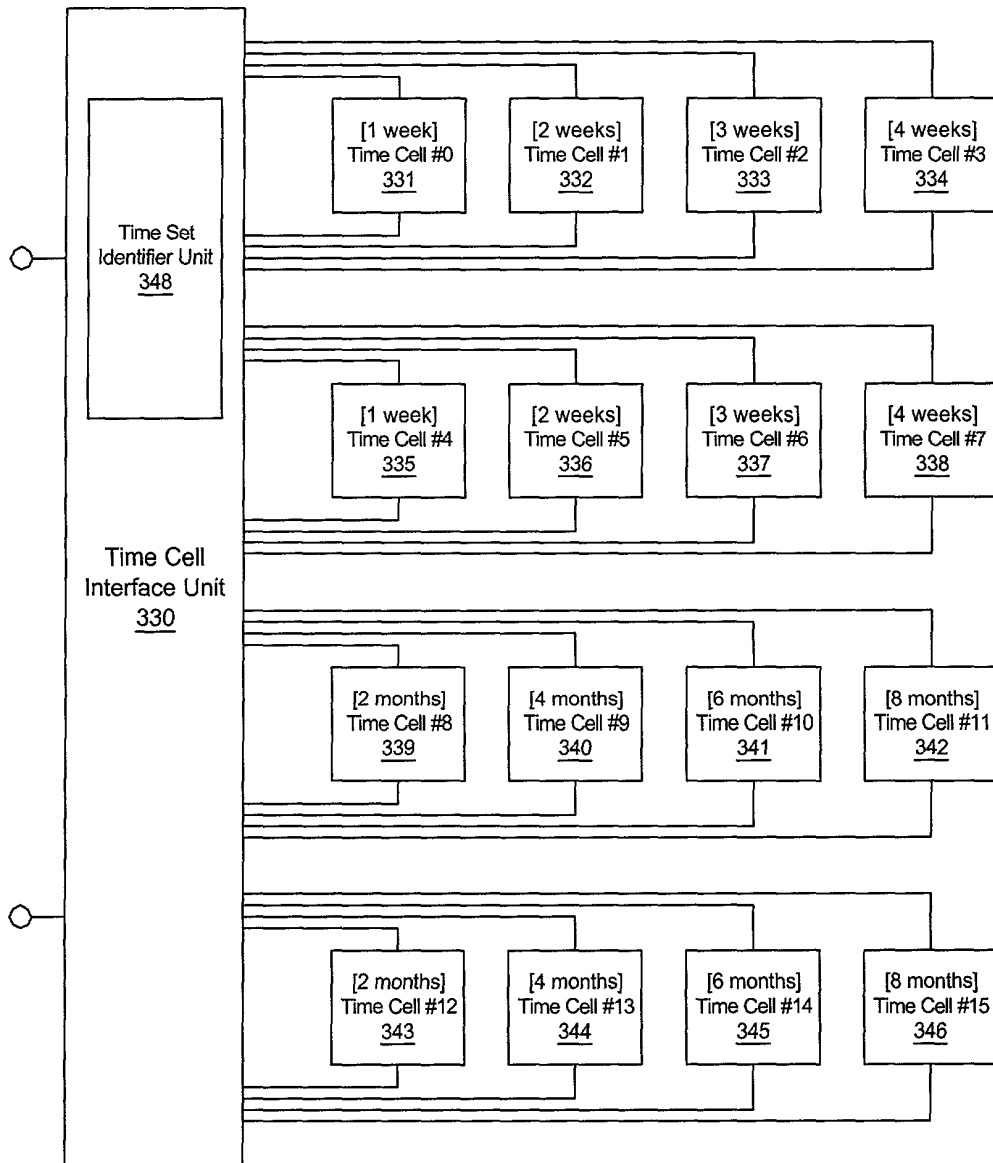 Time Set
Identifier Unit
348
Time Cell
Interface Unit
330
[1 week]
Time Cell #0
331
[2 weeks]
Time Cell #1
332
[3 weeks]
Time Cell #2
333
[4 weeks]
Time Cell #3
334
[1 week]
Time Cell #4
335
[2 weeks]
Time Cell #5
336
[3 weeks]
Time Cell #6
337
[4 weeks]
Time Cell #7
338
[2 months]
Time Cell #8
339
[4 months]
Time Cell #9
340
[6 months]
Time Cell #10
341
[8 months]
Time Cell #11
342
[2 months]
Time Cell #12
343
[4 months]
Time Cell #13
344
[6 months]
Time Cell #14
345
[8 months]
Time Cell #15
346